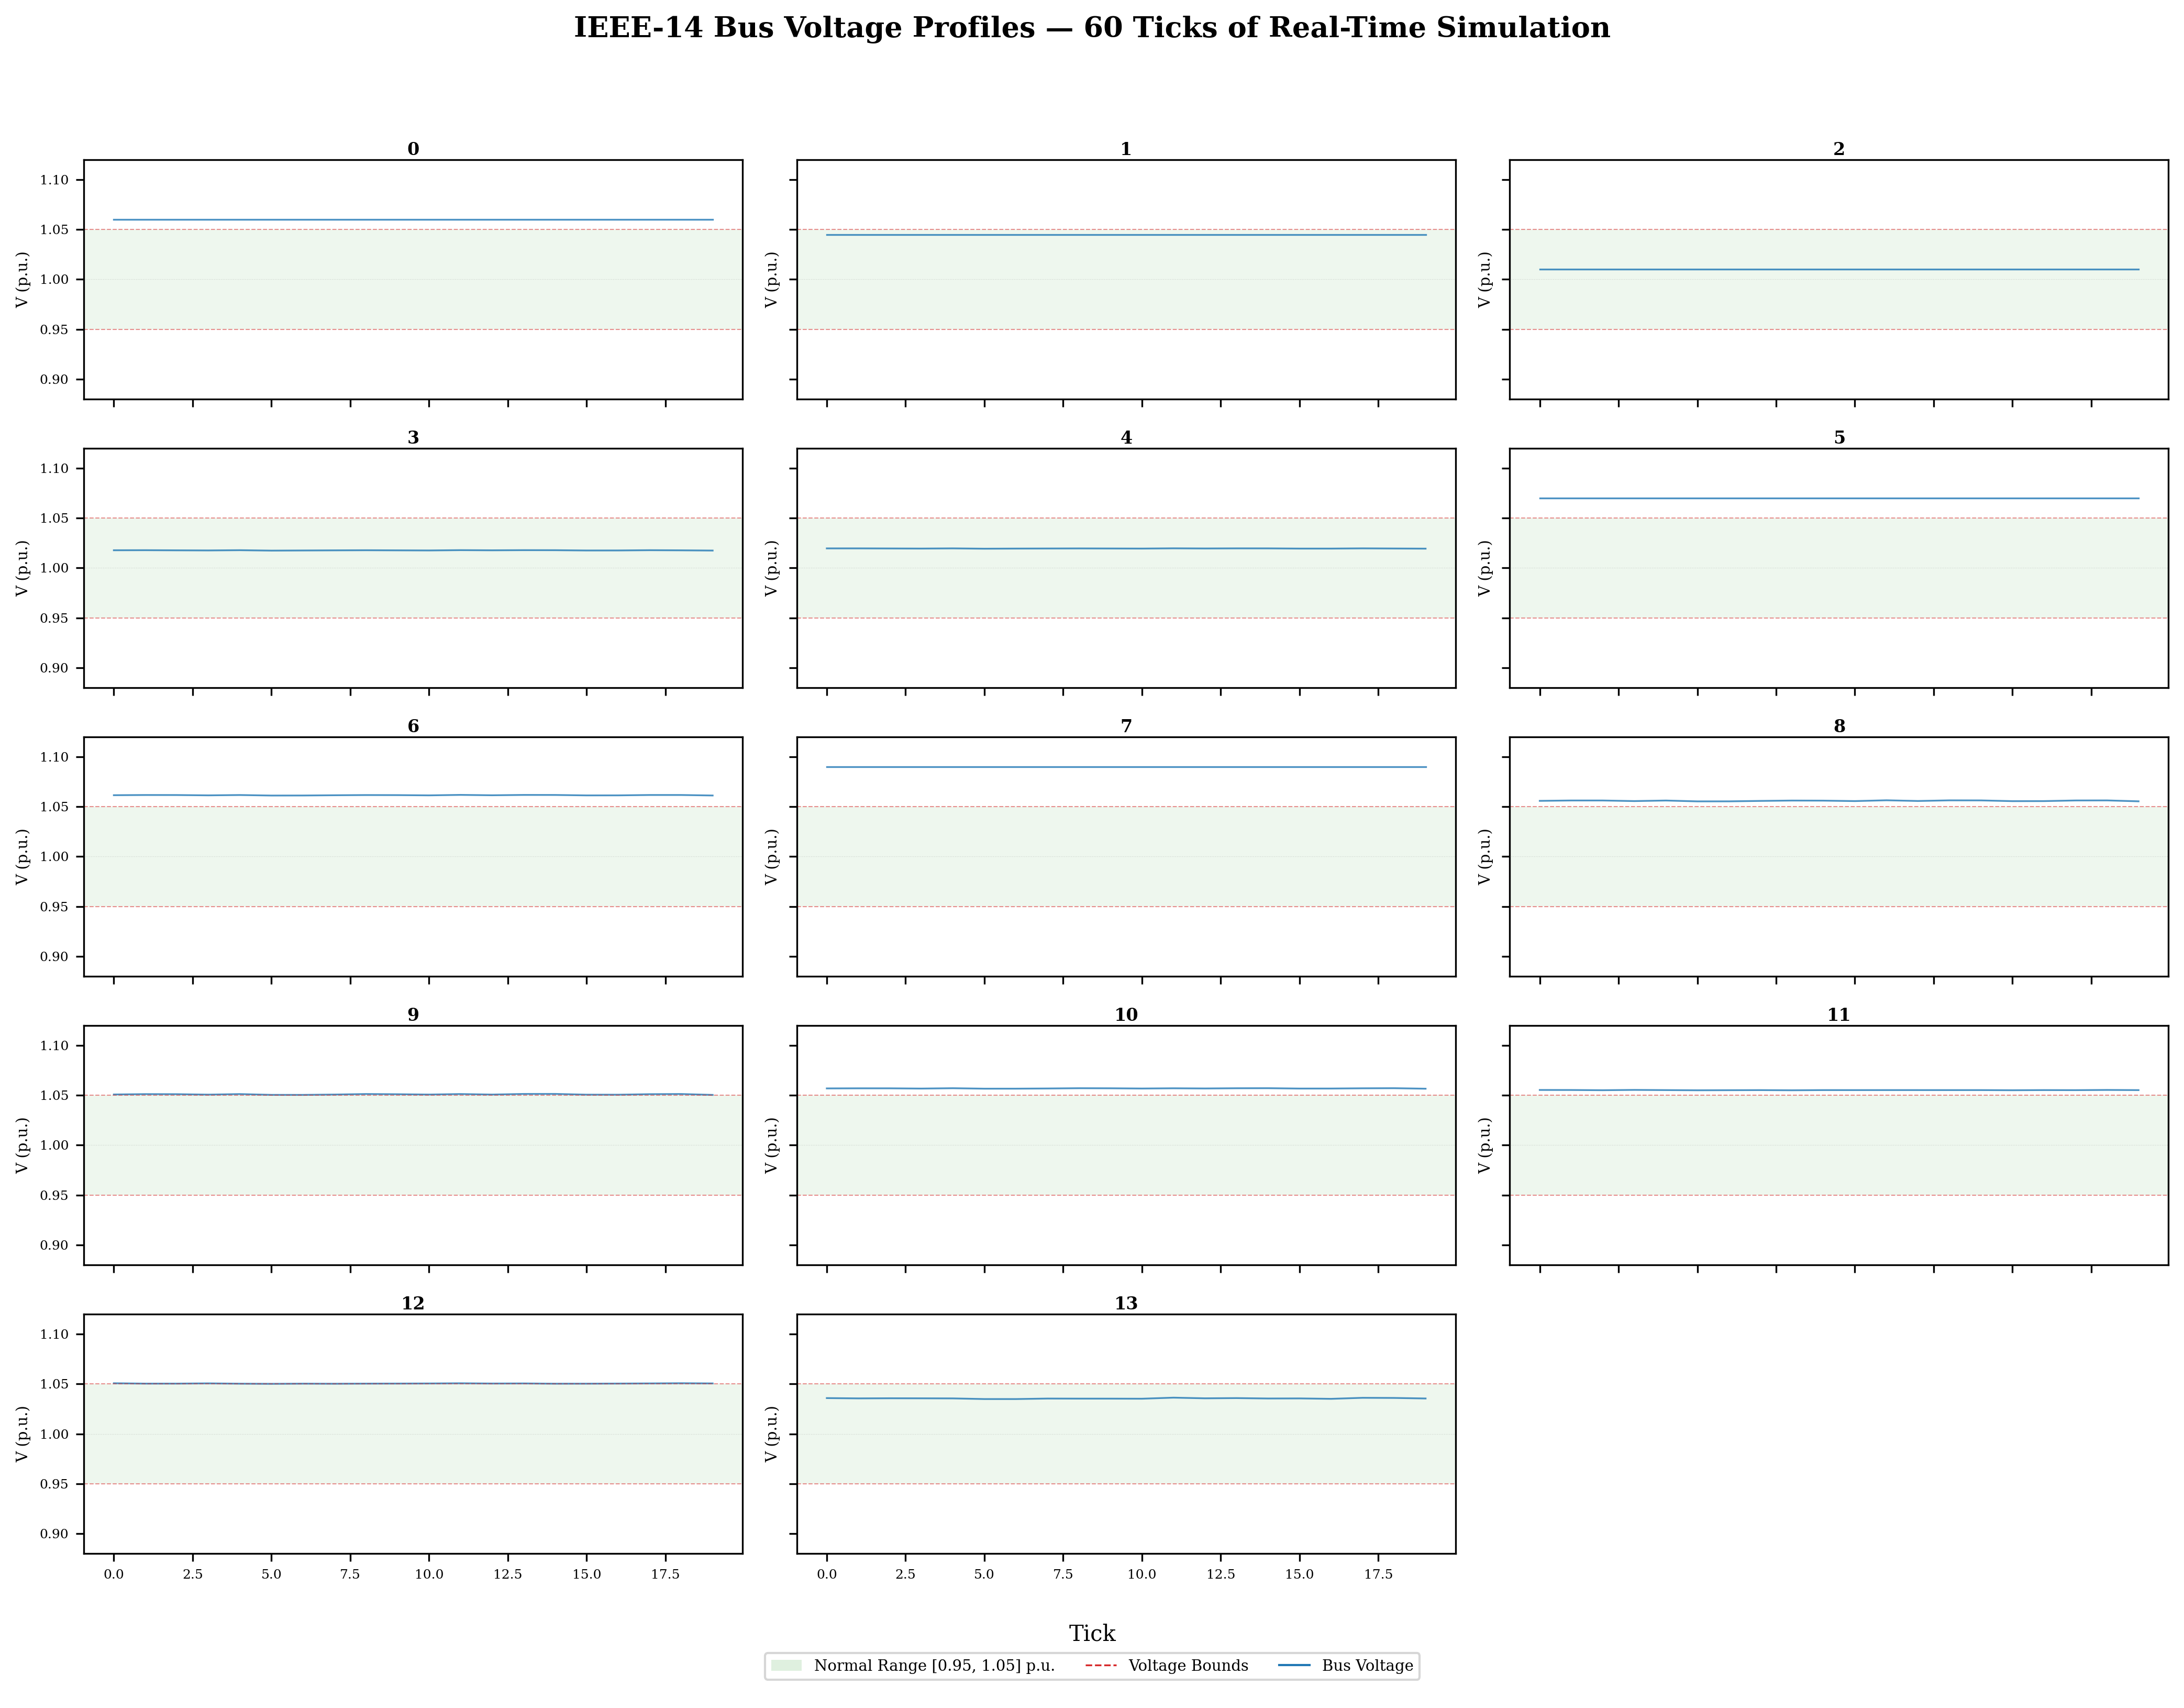 IEEE-14 Bus Voltage Profiles — 60 Ticks of Real-Time Simulation
0
1
2
1.10
1.05
1.00
0.95
0.90
V (p.u.)
V (p.u.)
V (p.u.)
3
4
5
1.10
1.05
1.00
0.95
0.90
V (p.u.)
V (p.u.)
V (p.u.)
6
7
8
1.10
1.05
1.00
0.95
0.90
V (p.u.)
V (p.u.)
V (p.u.)
9
10
11
1.10
1.05
1.00
0.95
0.90
V (p.u.)
V (p.u.)
V (p.u.)
12
13
1.10
1.05
1.00
0.95
0.90
V (p.u.)
V (p.u.)
0.0 2.5 5.0 7.5 10.0 12.5 15.0 17.5
0.0 2.5 5.0 7.5 10.0 12.5 15.0 17.5
Tick
Normal Range [0.95, 1.05] p.u. Voltage Bounds Bus Voltage